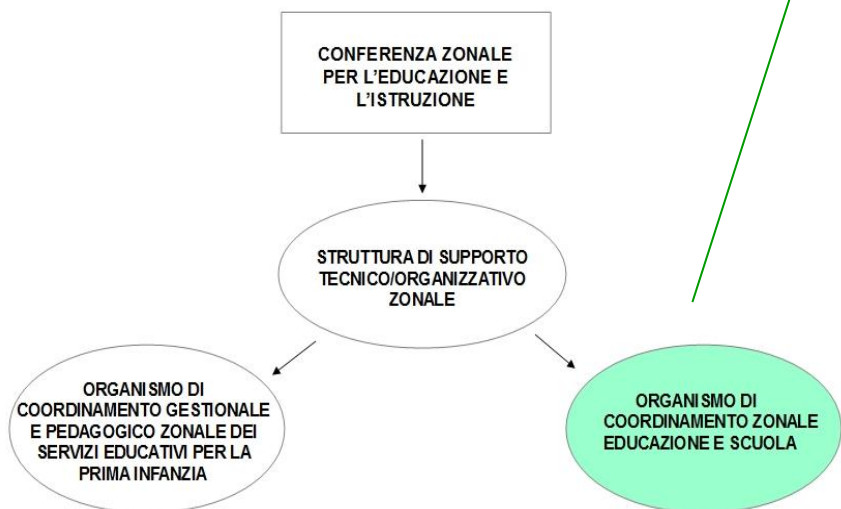 CONFERENZA ZONALE
PER L'EDUCAZIONE E
L'ISTRUZIONE
STRUTTURA DI SUPPORTO
TECNICO/ORGANIZZATIVO
ZONALE
ORGANISMO DI
COORDINAMENTO GESTIONALE
E PEDAGOGICO ZONALE DEI
SERVIZI EDUCATIVI PER LA
PRIMA INFANZIA
ORGANISMO DI
COORDINAMENTO ZONALE
EDUCAZIONE E SCUOLA